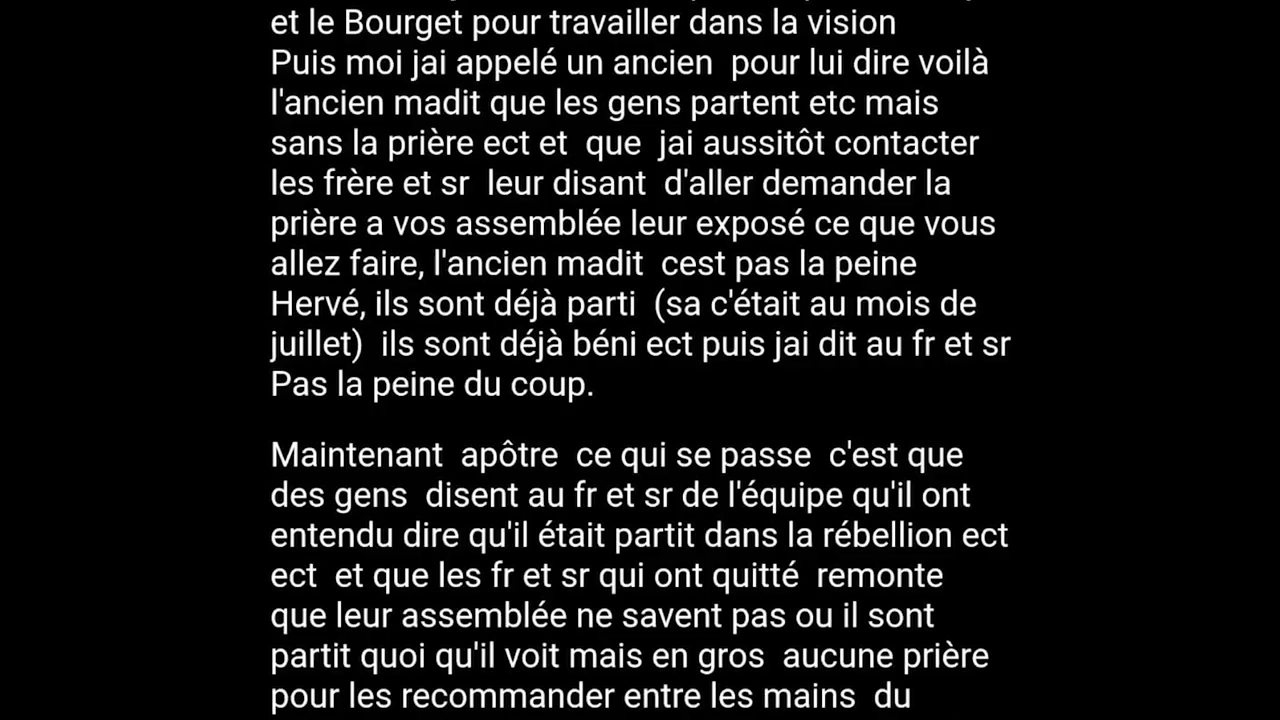 et le Bourget pour travailler dans la vision
Puis moi jai appelé un ancien  pour lui dire voilà
l'ancien madit que les gens partent etc mais
sans la prière ect et  que  jai aussitôt contacter
les frère et sr  leur disant  d'aller demander la
prière a vos assemblée leur exposé ce que vous
allez faire, l'ancien madit  cest pas la peine
Hervé, ils sont déjà parti  (sa c'était au mois de
juillet)  ils sont déjà béni ect puis jai dit au fr et sr
Pas la peine du coup.
Maintenant  apôtre  ce qui se passe  c'est que
des gens  disent au fr et sr de l'équipe qu'il ont
entendu dire qu'il était partit dans la rébellion ect
ect  et que les fr et sr qui ont quitté  remonte
que leur assemblée ne savent pas ou il sont
partit quoi qu'il voit mais en gros  aucune prière
pour les recommander entre les mains  du